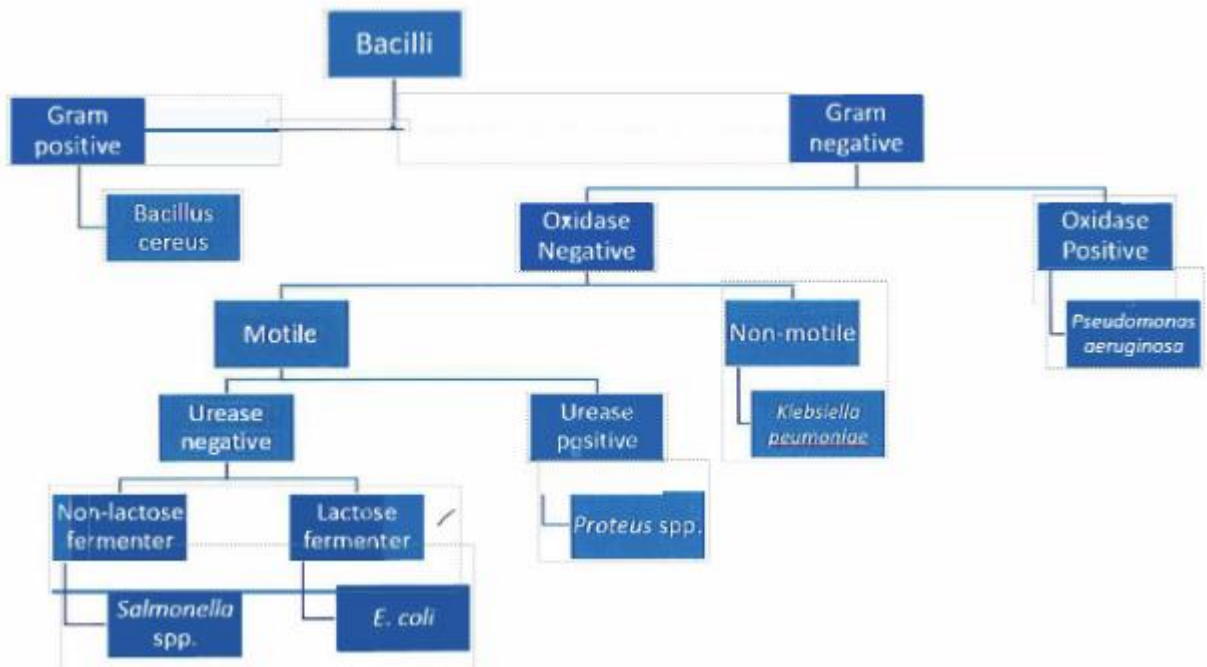 Bacilli
Gram
positive
Gram
negative
Bacillus
cereus
Oxidase
Negative
Oxidase
Positive
Motile
Non-motile
Pseudomonas
aeruginosa
Urease
negative
Urease
positive
Klebsiella
peumoniae
Non-lactose
fermenter
Lactose
fermenter
Proteus spp.
Salmonella
spp.
E. coli